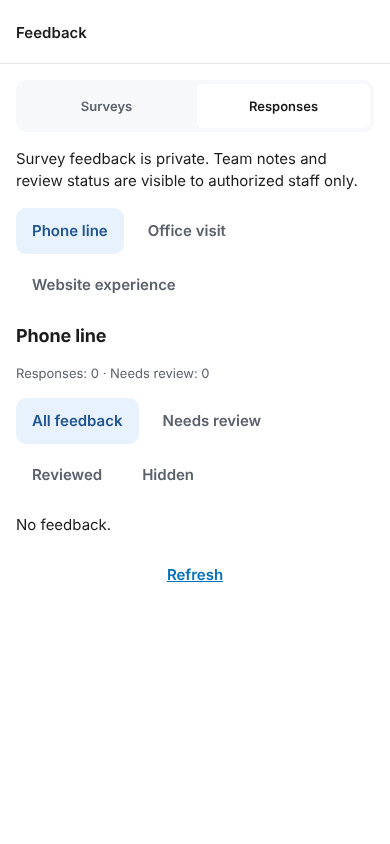 Feedback
Surveys
Responses
Survey feedback is private. Team notes and
review status are visible to authorized staff only.
Phone line
Office visit
Website experience
Phone line
Responses: 0 · Needs review: 0
All feedback
Needs review
Reviewed
Hidden
No feedback.
Refresh